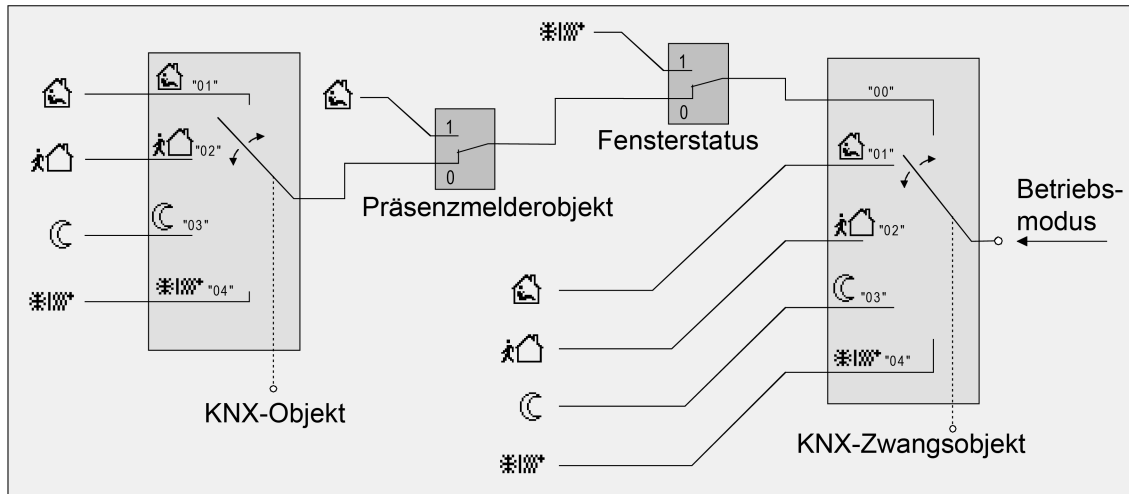 "01"
"02"
"03"
"04"
KNX-Objekt
1
0
Präsenzmelderobjekt
1
0
Fensterstatus
"00"
"01"
"02"
"03"
"04"
KNX-Zwangsobjekt
Betriebs-
modus